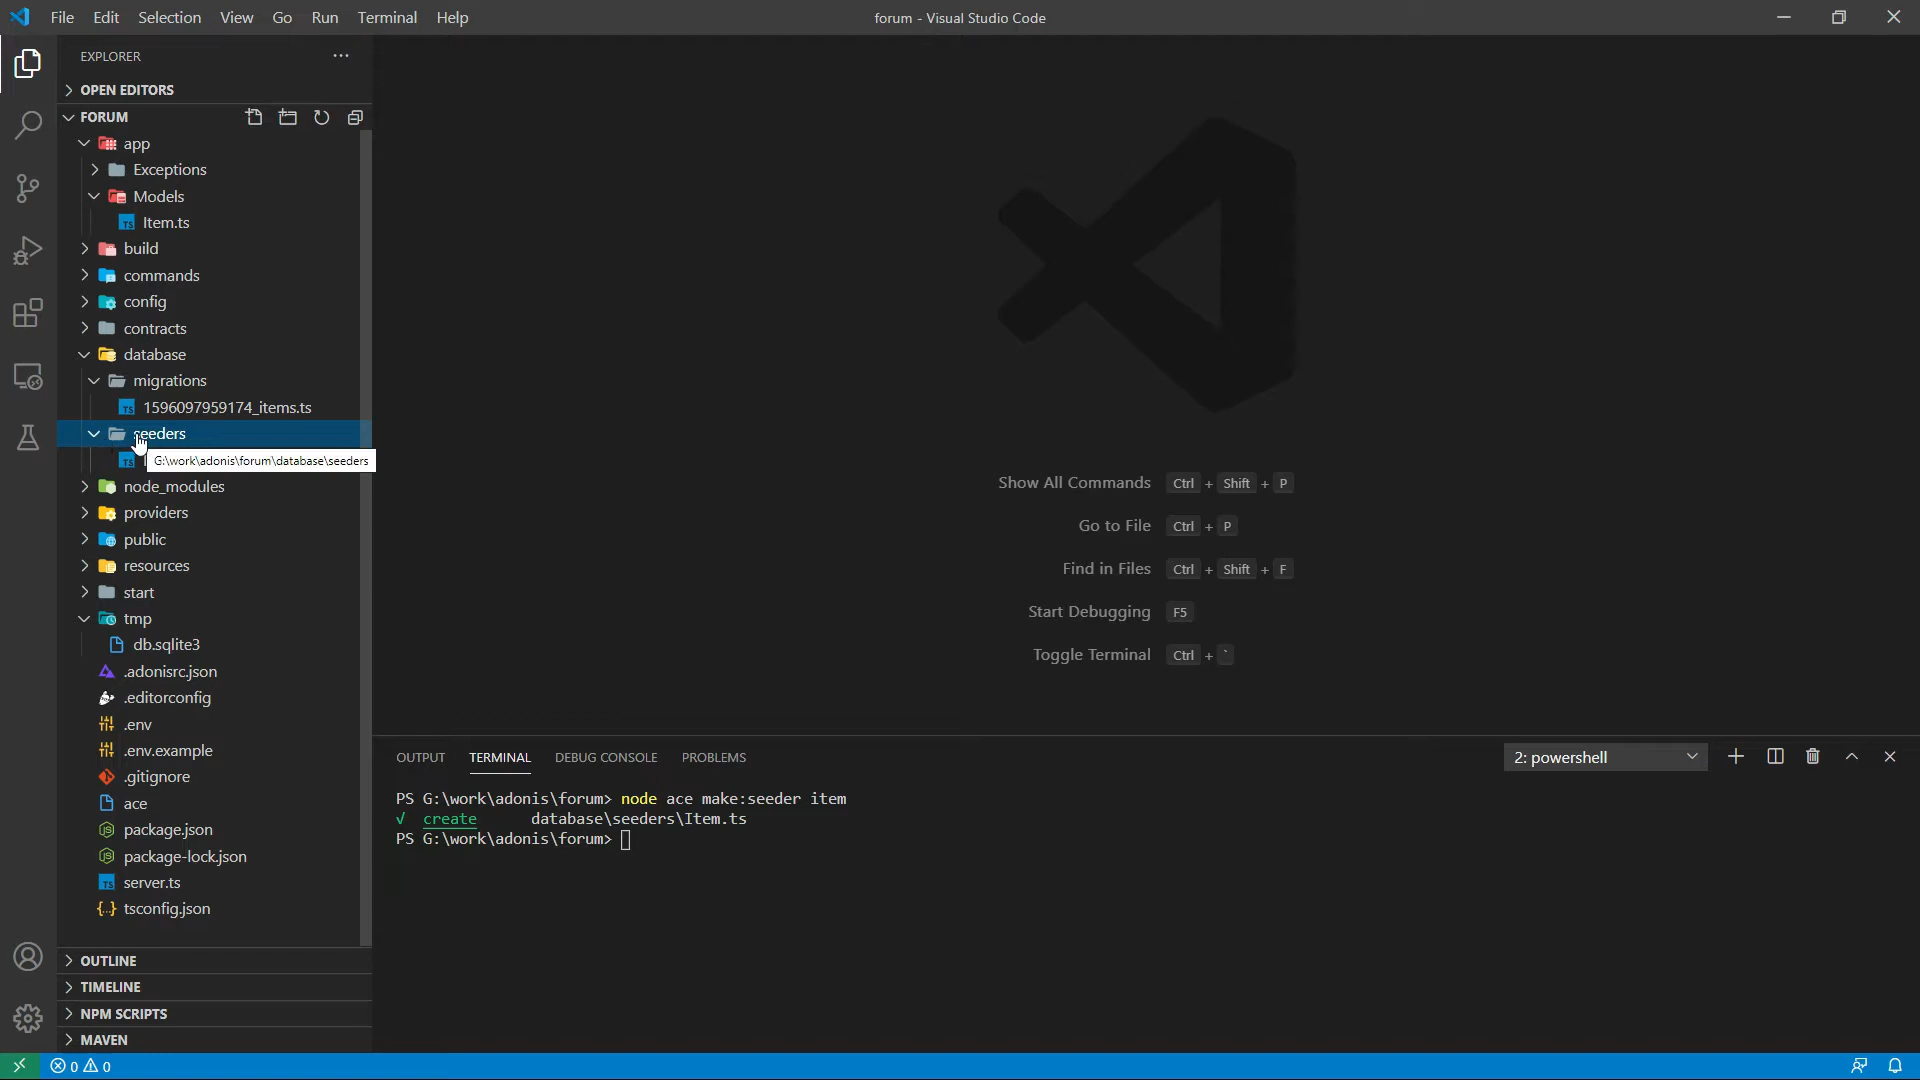 File Edit Selection View Go Run Terminal Help
forum - Visual Studio Code
EXPLORER
OPEN EDITORS
FORUM
app
Exceptions
Models
TS Item.ts
build
commands
config
contracts
database
migrations
TS 1596097959174_items.ts
seeders
TS
G:\work\adonis\forum\database\seeders
node_modules
providers
public
resources
start
tmp
db.sqlite3
.adonisrc.json
.editorconfig
.env
.env.example
.gitignore
ace
package.json
package-lock.json
TS server.ts
{..} tsconfig.json
OUTLINE
TIMELINE
NPM SCRIPTS
MAVEN
Show All Commands Ctrl + Shift + P
Go to File Ctrl + P
Find in Files Ctrl + Shift + F
Start Debugging F5
Toggle Terminal Ctrl + `
OUTPUT TERMINAL DEBUG CONSOLE PROBLEMS
2: powershell
PS G:\work\adonis\forum> node ace make:seeder item
√ create database\seeders\Item.ts
PS G:\work\adonis\forum>
0 0